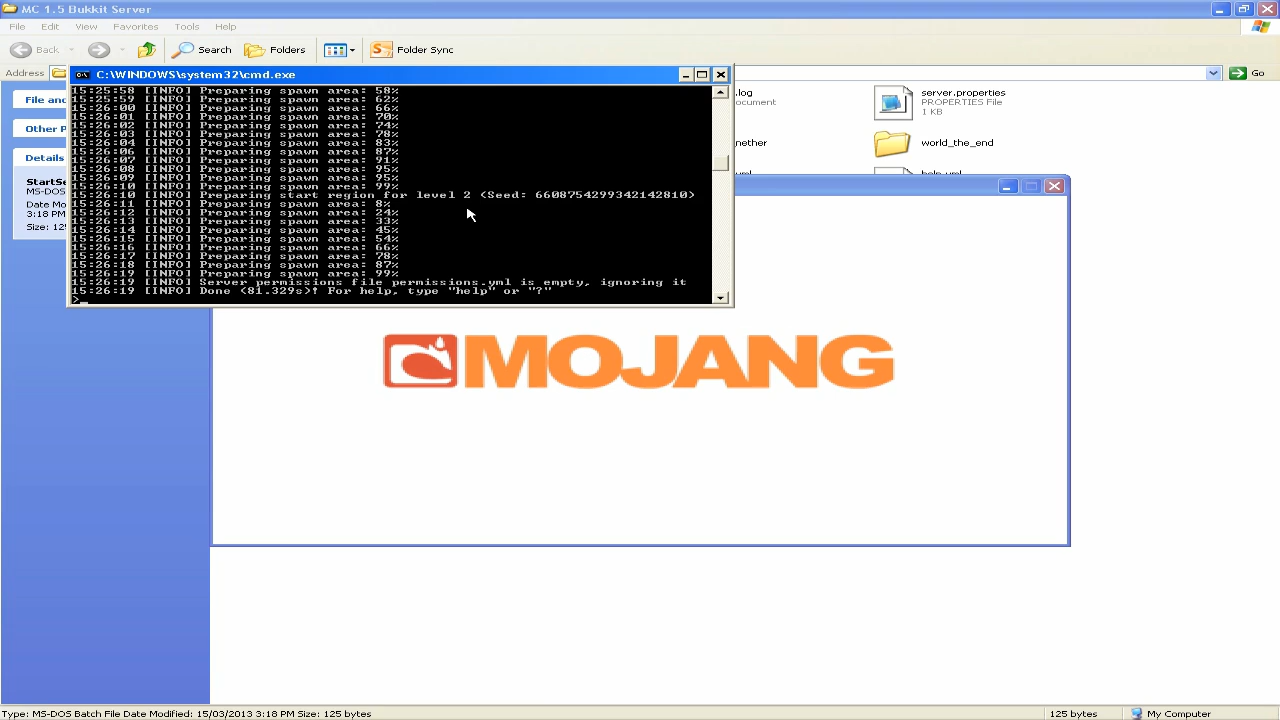 MC 1.5 Bukkit Server
File Edit View Favorites Tools Help
Back Search Folders Folder Sync
Address Go
C:\WINDOWS\system32\cmd.exe
15:25:58 [INFO] Preparing spawn area: 58%
15:25:59 [INFO] Preparing spawn area: 62%
15:26:00 [INFO] Preparing spawn area: 66%
15:26:01 [INFO] Preparing spawn area: 70%
15:26:02 [INFO] Preparing spawn area: 74%
15:26:03 [INFO] Preparing spawn area: 78%
15:26:04 [INFO] Preparing spawn area: 83%
15:26:06 [INFO] Preparing spawn area: 87%
15:26:07 [INFO] Preparing spawn area: 91%
15:26:08 [INFO] Preparing spawn area: 95%
15:26:09 [INFO] Preparing spawn area: 95%
15:26:10 [INFO] Preparing spawn area: 99%
15:26:10 [INFO] Preparing start region for level 2 (Seed: 6608754299342142810)
15:26:11 [INFO] Preparing spawn area: 8%
15:26:12 [INFO] Preparing spawn area: 24%
15:26:13 [INFO] Preparing spawn area: 33%
15:26:14 [INFO] Preparing spawn area: 45%
15:26:15 [INFO] Preparing spawn area: 54%
15:26:16 [INFO] Preparing spawn area: 66%
15:26:17 [INFO] Preparing spawn area: 78%
15:26:18 [INFO] Preparing spawn area: 87%
15:26:19 [INFO] Preparing spawn area: 99%
15:26:19 [INFO] Server permissions file permissions.yml is empty, ignoring it
15:26:19 [INFO] Done (81.329s)! For help, type "help" or "?"
>_
File and
Other P
Details
StartSe
MS-DOS
Date Mo
3:18 PM
Size: 12
.log
ocument
server.properties
PROPERTIES File
1 KB
nether
world_the_end
.yml
help.yml
MOJANG
Type: MS-DOS Batch File Date Modified: 15/03/2013 3:18 PM Size: 125 bytes
125 bytes
My Computer